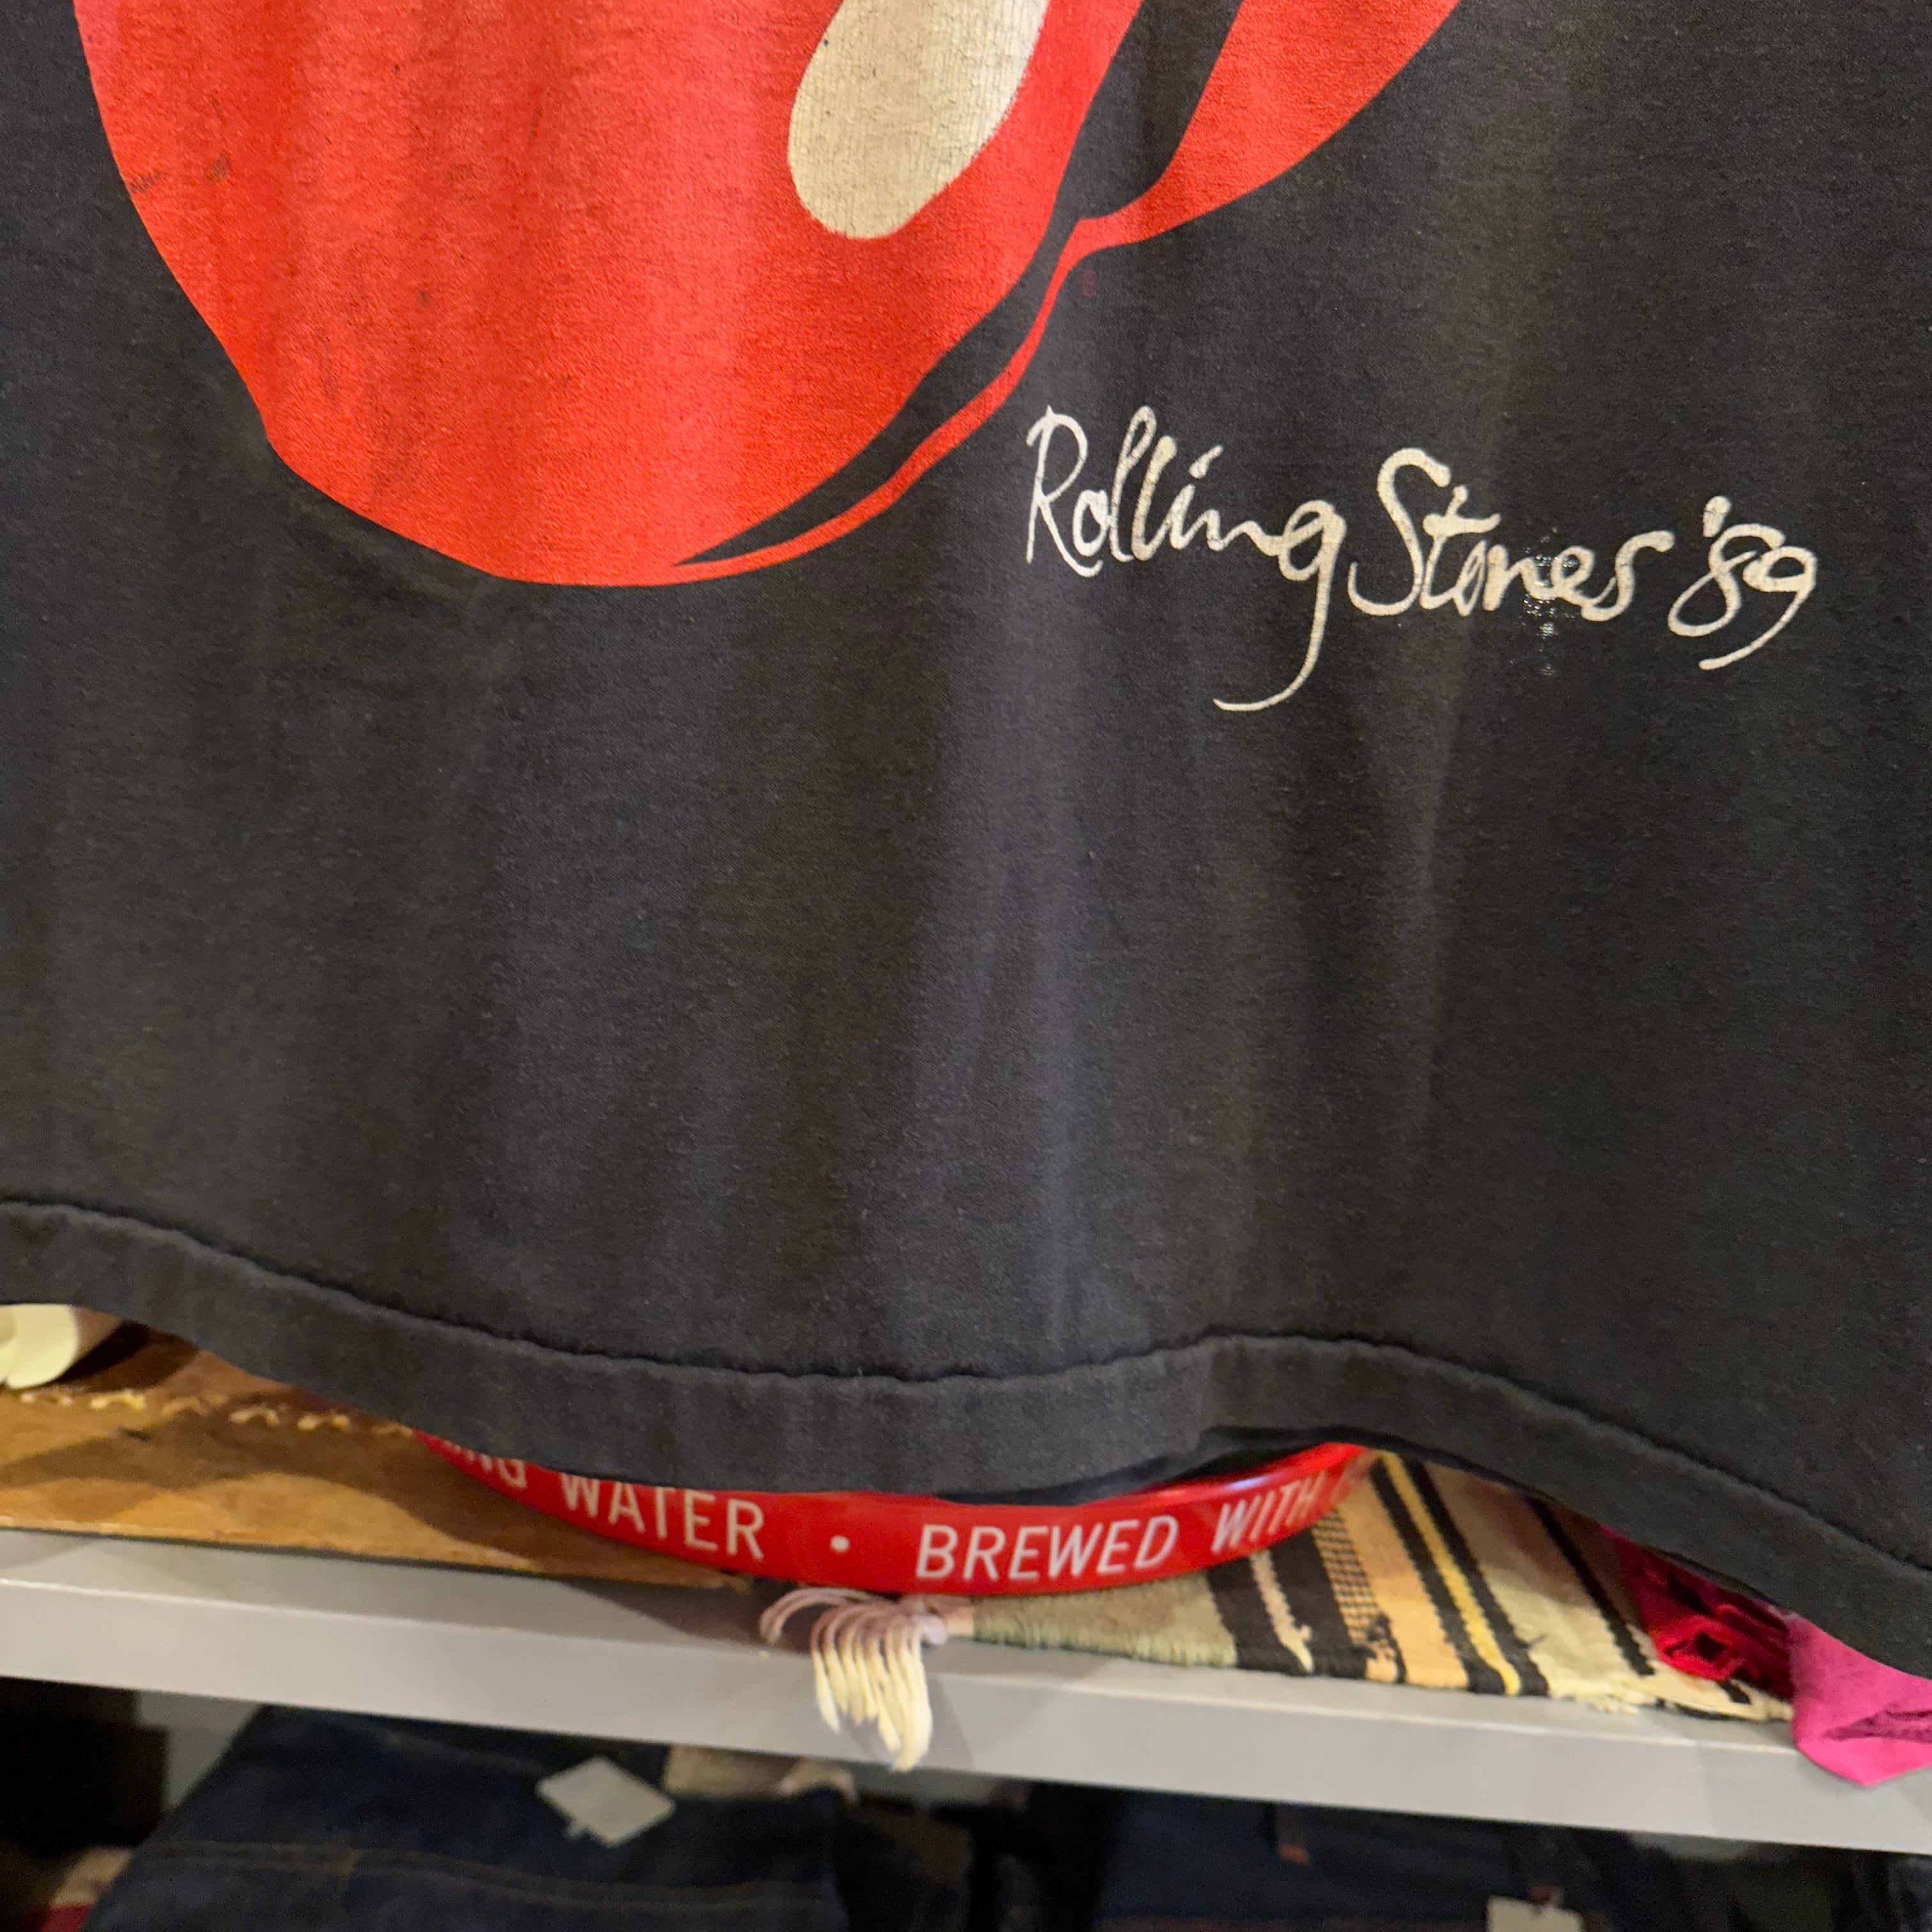 Rolling Stones '89
WATER • BREWED WITH